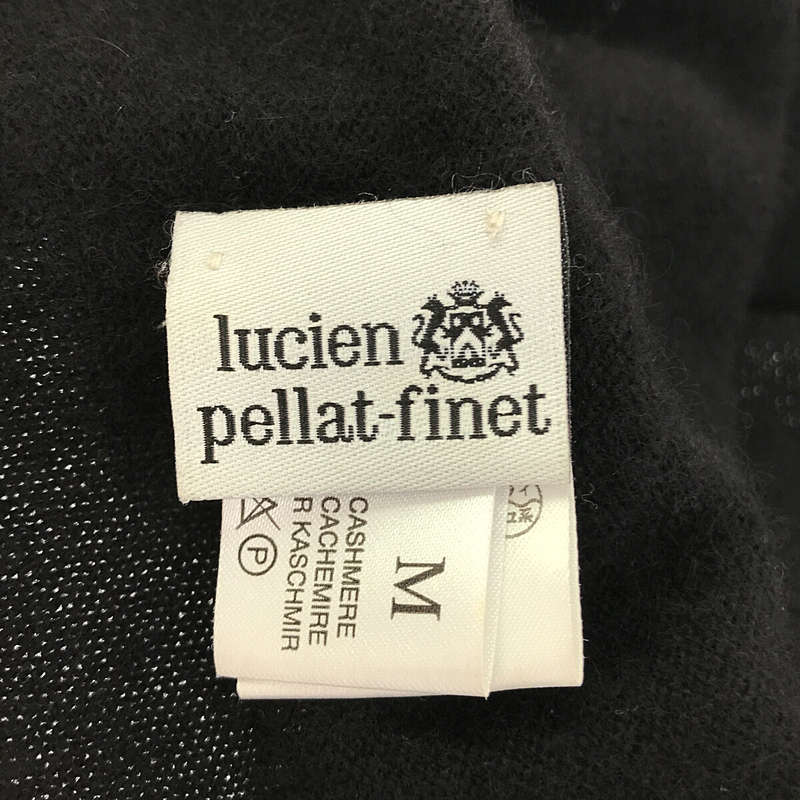 lucien
pellat-finet
M
CASHMERE
CACHEMIRE
R KASCHMIR
P